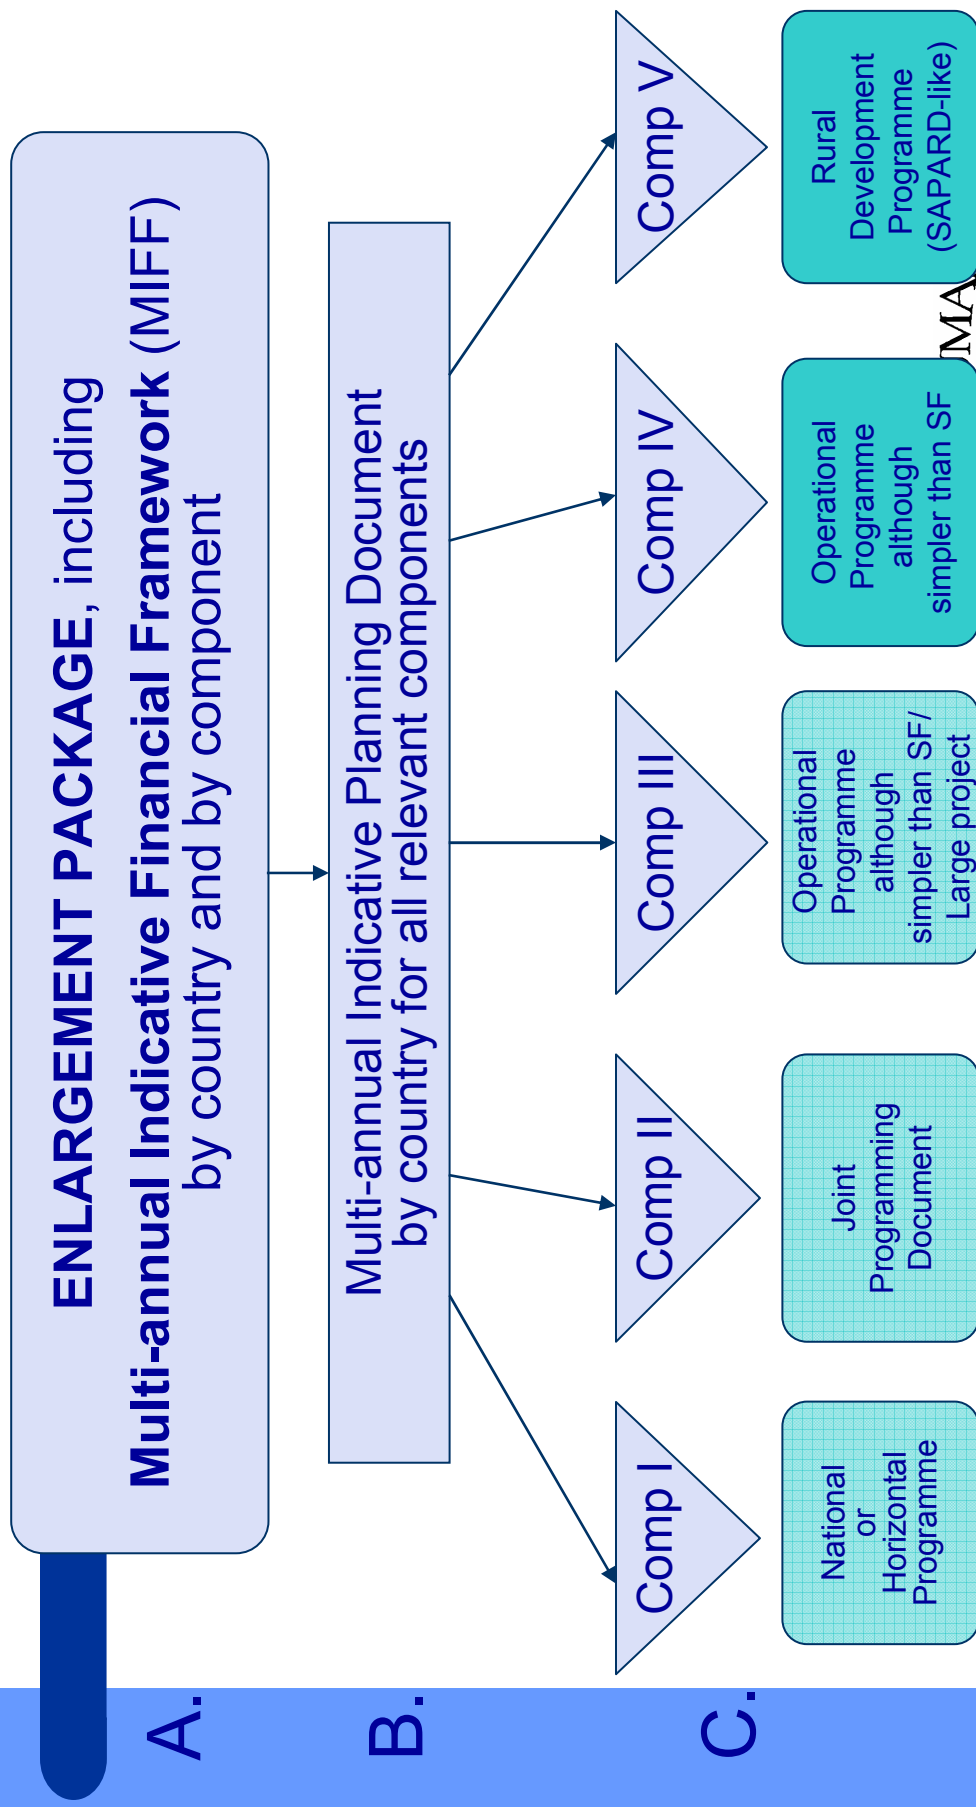 A.
ENLARGEMENT PACKAGE, including
Multi-annual Indicative Financial Framework (MIFF)
by country and by component
B.
Multi-annual Indicative Planning Document
by country for all relevant components
C.
Comp I
Comp II
Comp III
Comp IV
Comp V
National
or
Horizontal
Programme
Joint
Programming
Document
Operational
Programme
although
simpler than SF/
Large project
Operational
Programme
although
simpler than SF
Rural
Development
Programme
(SAPARD-like)